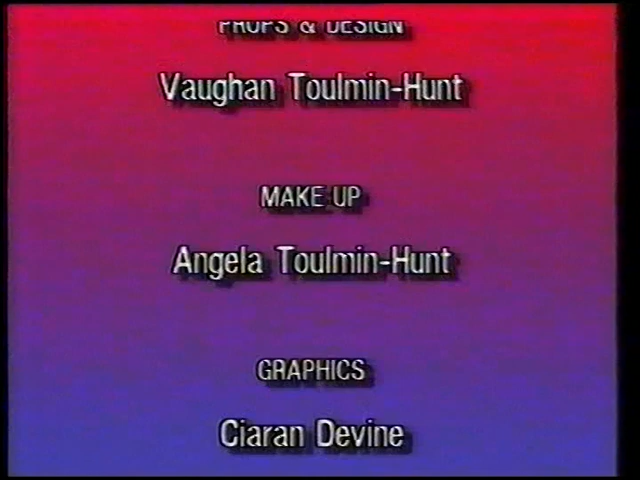 PROPS & DESIGN
Vaughan Toulmin-Hunt
MAKE UP
Angela Toulmin-Hunt
GRAPHICS
Ciaran Devine